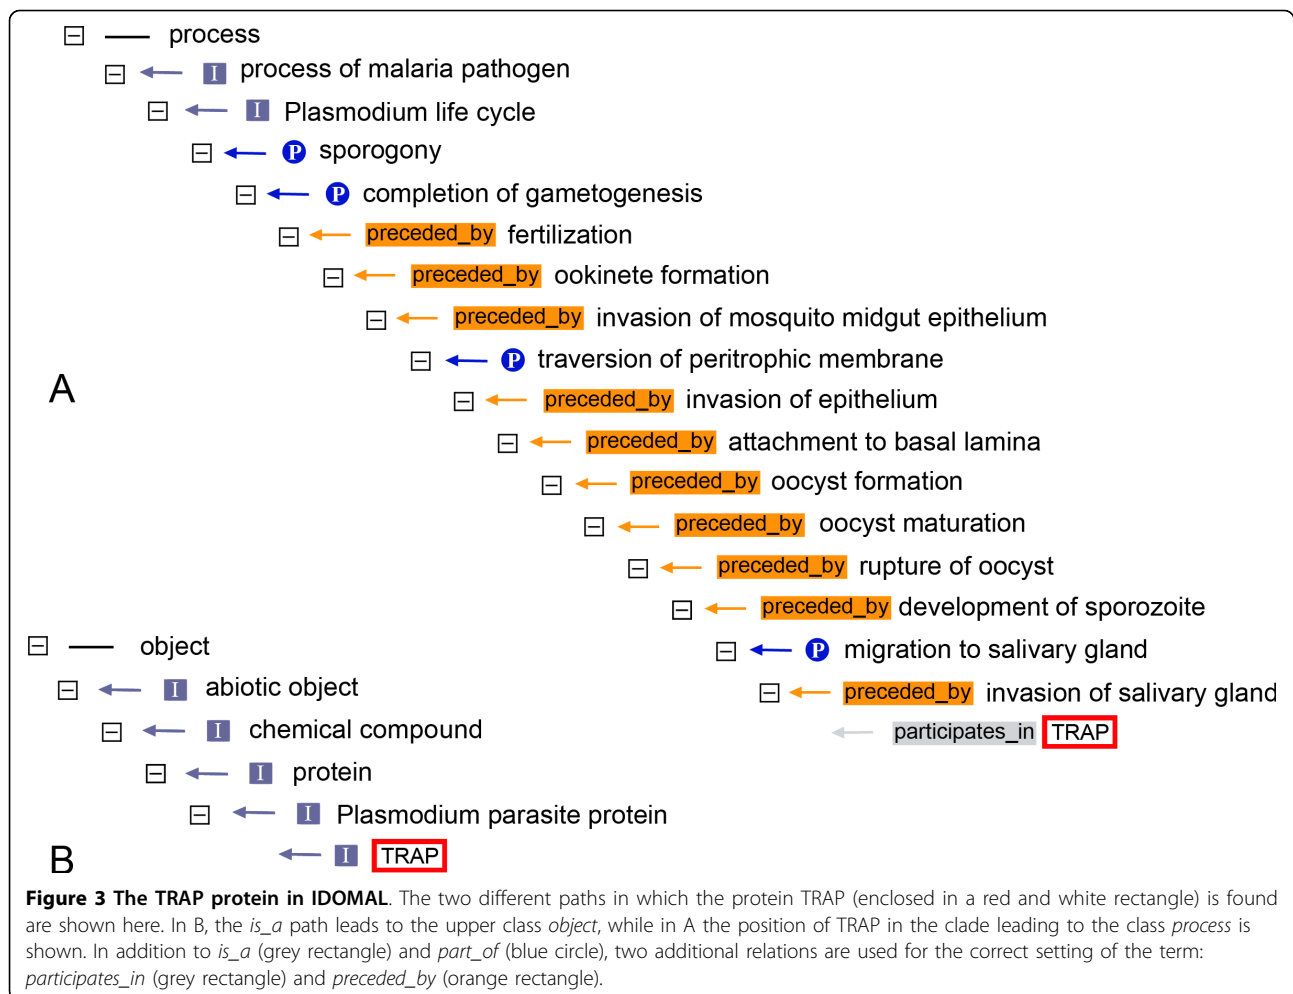 process
I process of malaria pathogen
I Plasmodium life cycle
P sporogony
P completion of gametogenesis
preceded_by fertilization
preceded_by ookinete formation
preceded_by invasion of mosquito midgut epithelium
P traversion of peritrophic membrane
A
preceded_by invasion of epithelium
preceded_by attachment to basal lamina
preceded_by oocyst formation
preceded_by oocyst maturation
preceded_by rupture of oocyst
preceded_by development of sporozoite
P migration to salivary gland
preceded_by invasion of salivary gland
participates_in TRAP
object
I abiotic object
I chemical compound
I protein
I Plasmodium parasite protein
B
I TRAP
Figure 3 The TRAP protein in IDOMAL. The two different paths in which the protein TRAP (enclosed in a red and white rectangle) is found
are shown here. In B, the is_a path leads to the upper class object, while in A the position of TRAP in the clade leading to the class process is
shown. In addition to is_a (grey rectangle) and part_of (blue circle), two additional relations are used for the correct setting of the term:
participates_in (grey rectangle) and preceded_by (orange rectangle).